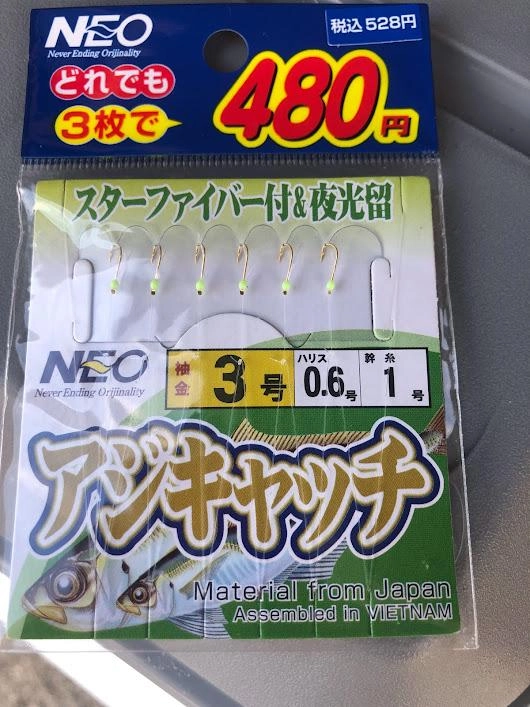 NEO
Never Ending Orijinality
税込528円
どれでも
3枚で
480円
スターファイバー付&夜光留
NEO
Never Ending Orijinality
袖金
3号
ハリス
0.6号
幹糸
1号
アジキャッチ
Material from Japan
Assembled in VIETNAM